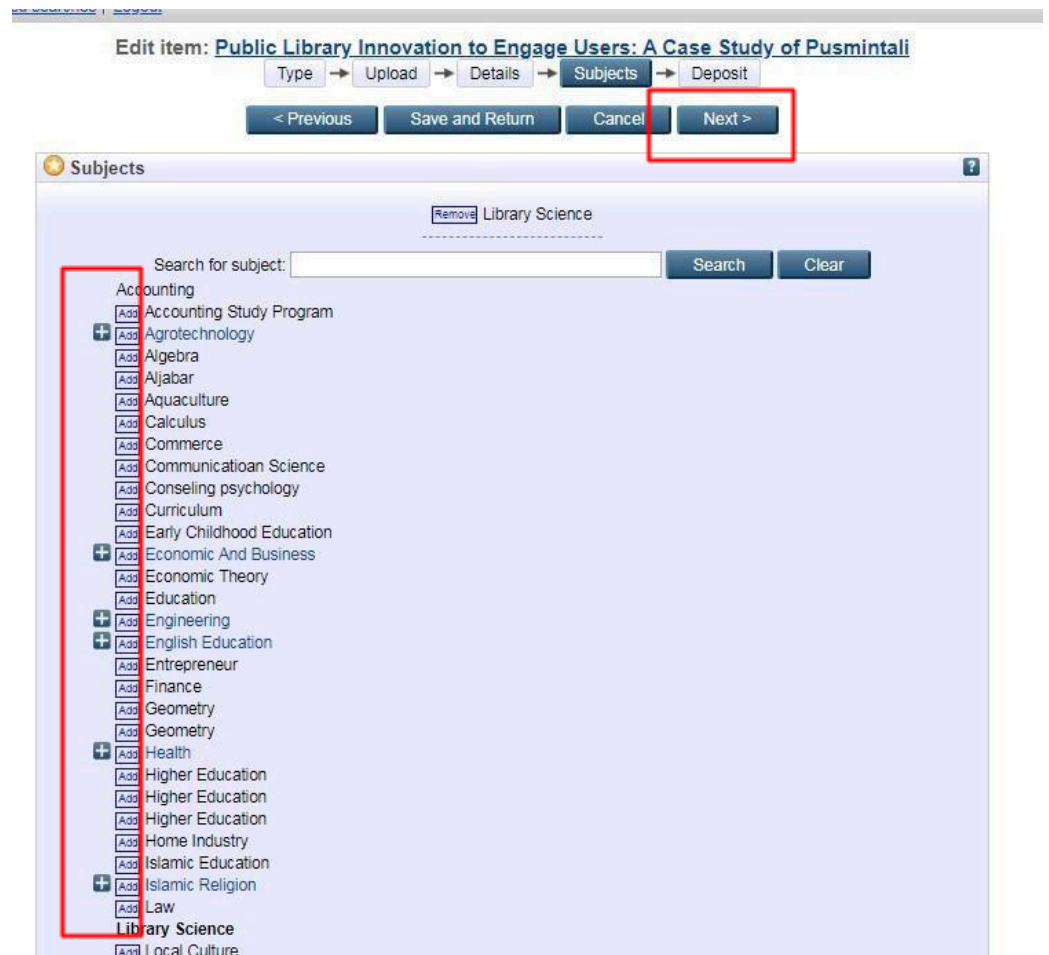 Logout
Edit item: Public Library Innovation to Engage Users: A Case Study of Pusmintali
Type Upload Details Subjects Deposit
< Previous Save and Return Cancel Next >
Subjects ?
Remove Library Science
Search for subject: Search Clear
Accounting
Add Accounting Study Program
Add Agrotechnology
Add Algebra
Add Aljabar
Add Aquaculture
Add Calculus
Add Commerce
Add Communicatioan Science
Add Conseling psychology
Add Curriculum
Add Early Childhood Education
Add Economic And Business
Add Economic Theory
Add Education
Add Engineering
Add English Education
Add Entrepreneur
Add Finance
Add Geometry
Add Geometry
Add Health
Add Higher Education
Add Higher Education
Add Higher Education
Add Home Industry
Add Islamic Education
Add Islamic Religion
Add Law
Library Science
Add Local Culture